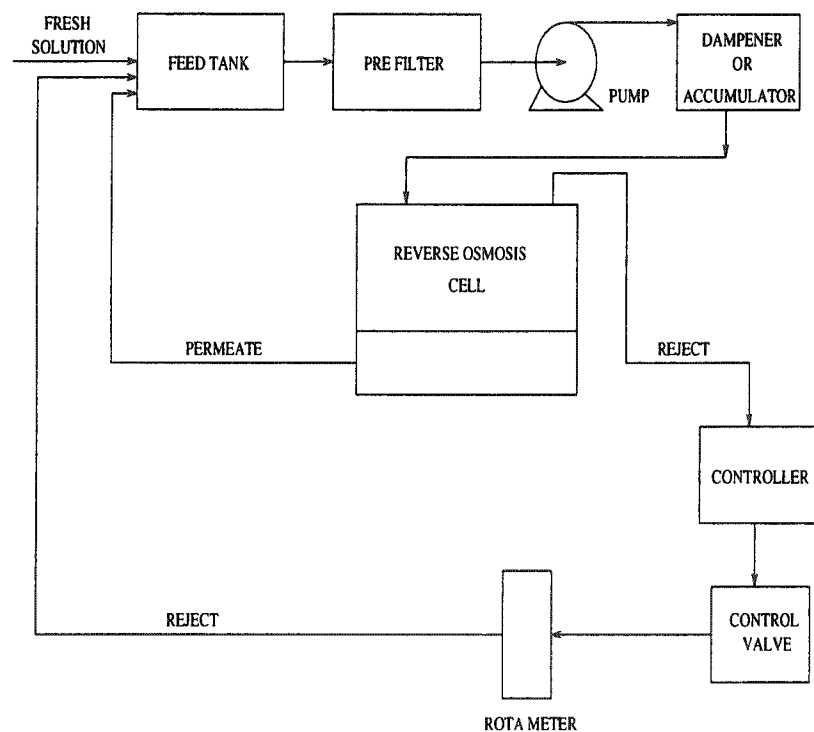 FRESH
SOLUTION
FEED TANK
PRE FILTER
PUMP
DAMPENER
OR
ACCUMULATOR
REVERSE OSMOSIS
CELL
PERMEATE
REJECT
CONTROLLER
REJECT
CONTROL
VALVE
ROTA METER